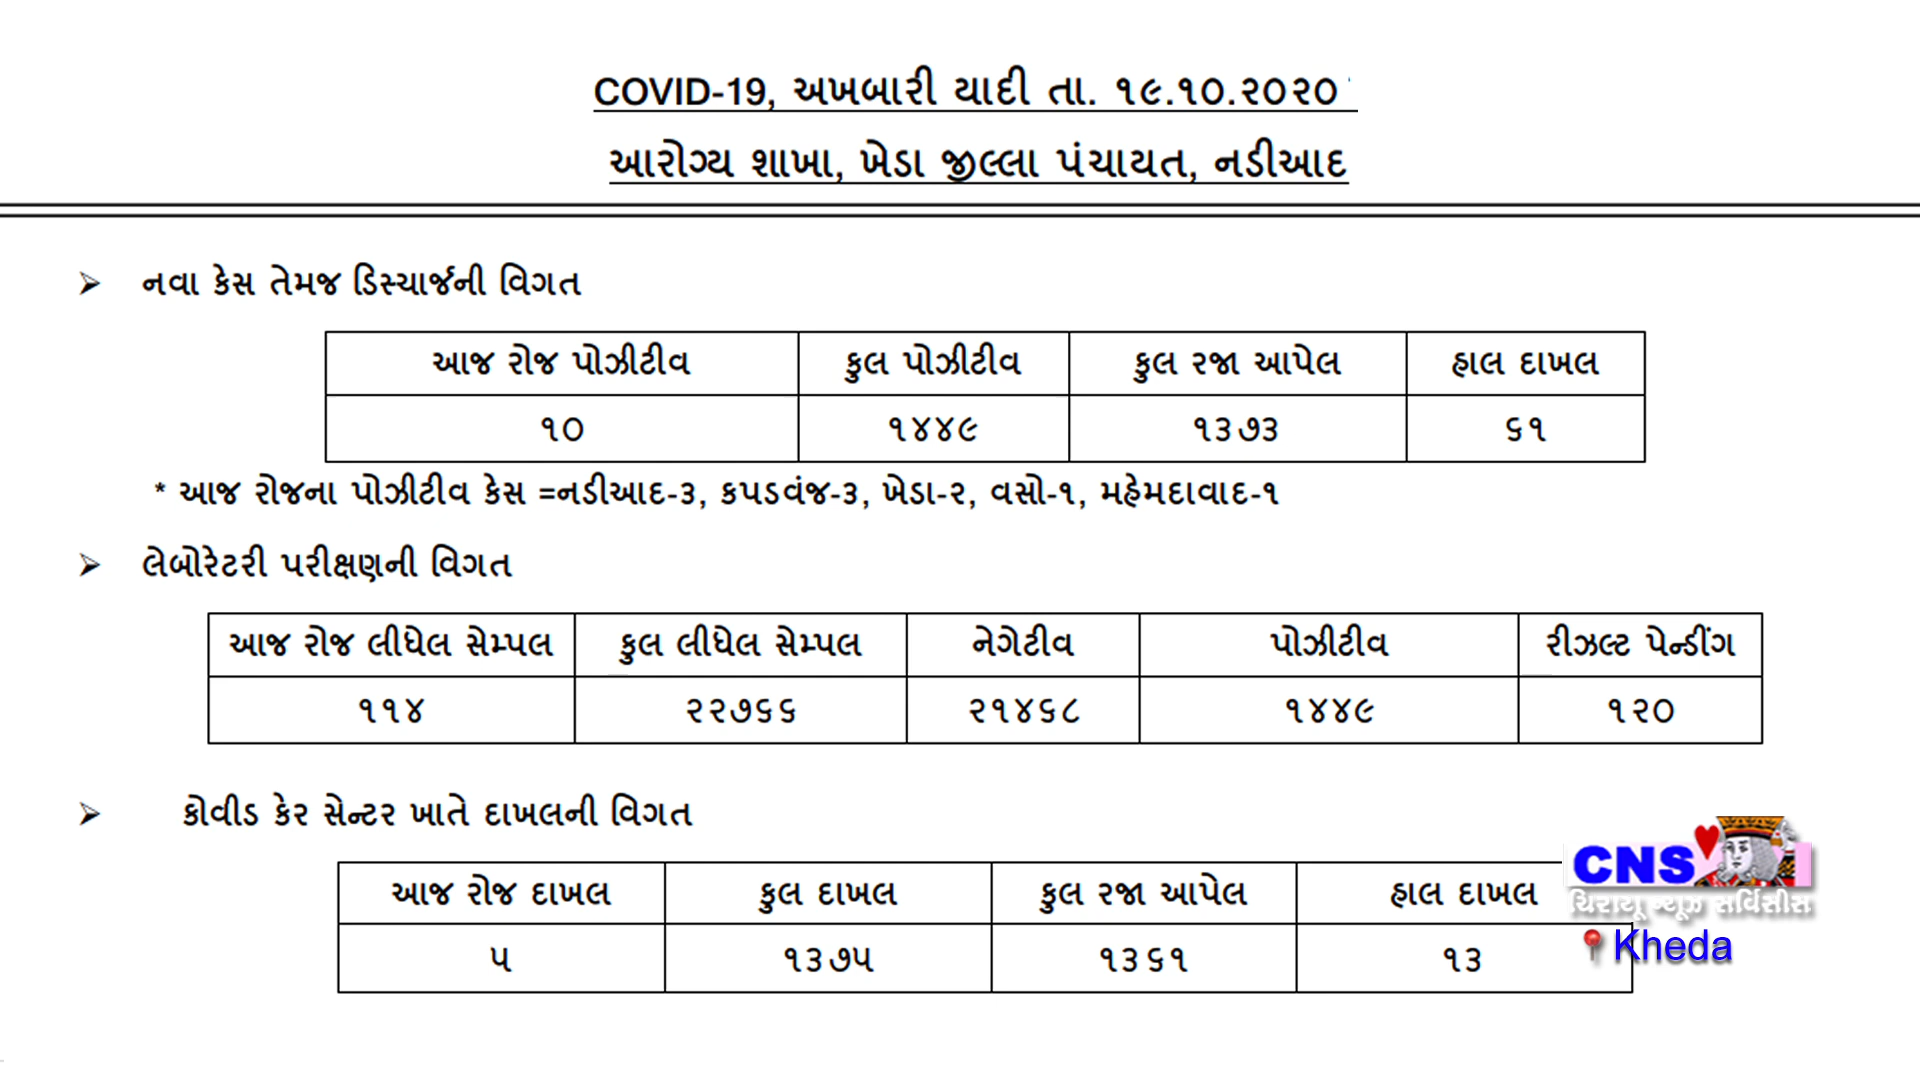 COVID-19, અખબારી યાદી તા. ૧૯.૧૦.૨૦૨૦
આરોગ્ય શાખા, ખેડા જીલ્લા પંચાયત, નડીઆદ
➢ નવા કેસ તેમજ ડિસ્ચાર્જની વિગત
આજ રોજ પોઝીટીવ કુલ પોઝીટીવ કુલ રજા આપેલ હાલ દાખલ
૧૦ ૧૪૪૯ ૧૩૭૩ ૬૧
* આજ રોજના પોઝીટીવ કેસ =નડીઆદ-૩, કપડવંજ-૩, ખેડા-૨, વસો-૧, મહેમદાવાદ-૧
➢ લેબોરેટરી પરીક્ષણની વિગત
આજ રોજ લીધેલ સેમ્પલ કુલ લીધેલ સેમ્પલ નેગેટીવ પોઝીટીવ રીઝલ્ટ પેન્ડીંગ
૧૧૪ ૨૨૭૬૬ ૨૧૪૬૮ ૧૪૪૯ ૧૨૦
➢ કોવીડ કેર સેન્ટર ખાતે દાખલની વિગત
આજ રોજ દાખલ કુલ દાખલ કુલ રજા આપેલ હાલ દાખલ
૫ ૧૩૭૫ ૧૩૬૧ ૧૩
CNS
ચિરાયૂ ન્યૂઝ સર્વિસીસ
Kheda